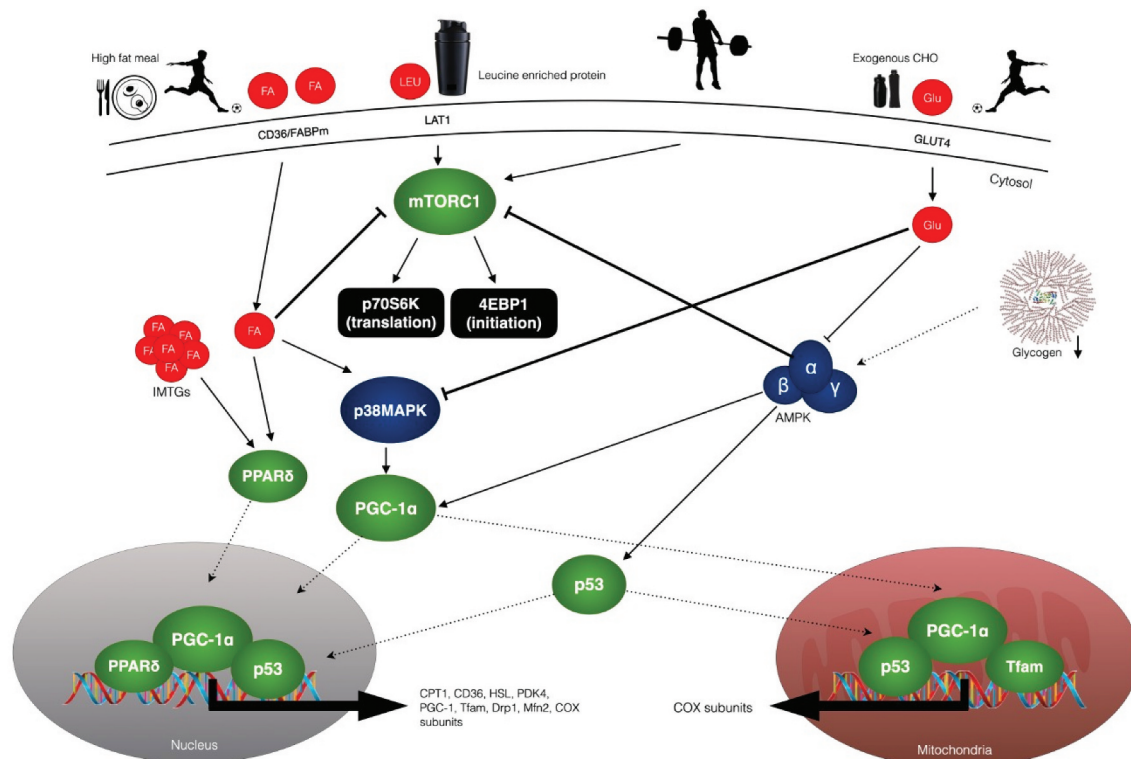 High fat meal
FA
FA
LEU
Leucine enriched protein
Exogenous CHO
Glu
CD36/FABPm
LAT1
GLUT4
Cytosol
mTORC1
Glu
p70S6K
(translation)
4EBP1
(initiation)
FA
FA
FA
FA
FA
FA
FA
IMTGs
Glycogen
α
β
γ
AMPK
p38MAPK
PPARδ
PGC-1α
p53
PGC-1α
PPARδ
p53
PGC-1α
p53
Tfam
CPT1, CD36, HSL, PDK4,
PGC-1, Tfam, Drp1, Mfn2, COX
subunits
COX subunits
Nucleus
Mitochondria